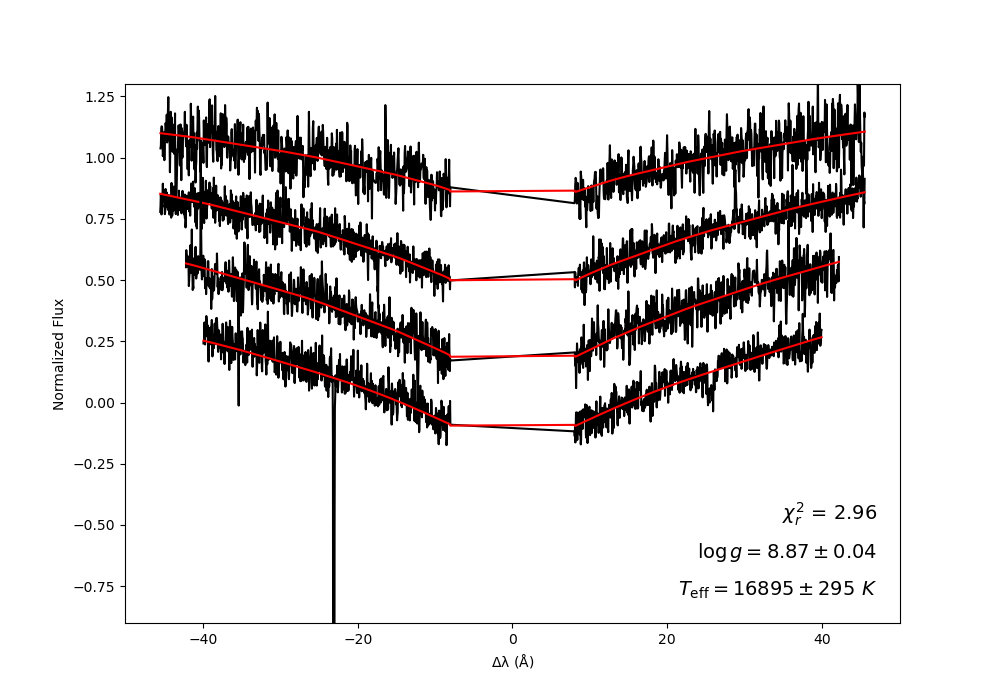 1.25
1.00
0.75
0.50
0.25
0.00
−0.25
−0.50
−0.75
Normalized Flux
χ²ᵣ = 2.96
log g = 8.87 ± 0.04
T_eff = 16895 ± 295 K
−40
−20
0
20
40
Δλ (Å)